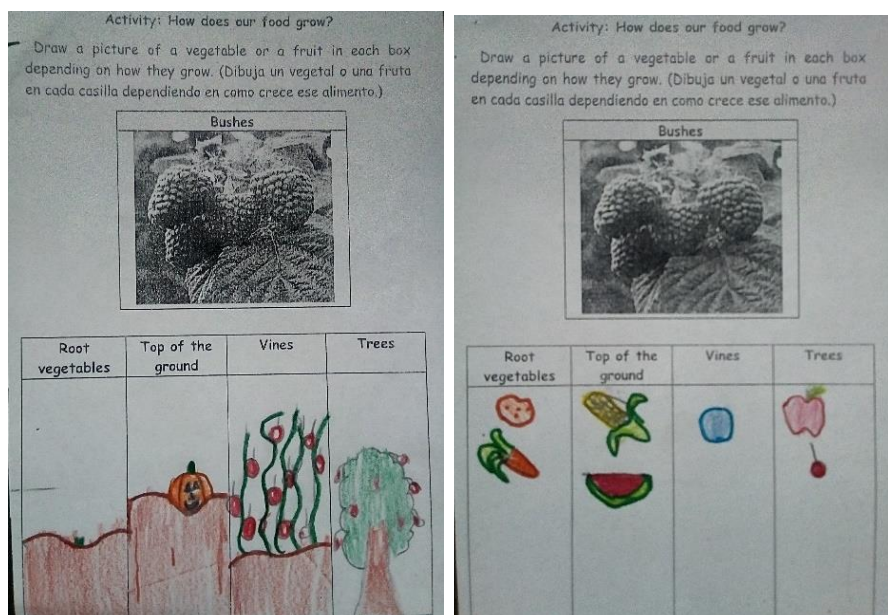 Activity: How does our food grow?
Draw a picture of a vegetable or a fruit in each box
depending on how they grow. (Dibuja un vegetal o una fruta
en cada casilla dependiendo en como crece ese alimento.)
Bushes
Root
vegetables
Top of the
ground
Vines
Trees
Activity: How does our food grow?
Draw a picture of a vegetable or a fruit in each box
depending on how they grow. (Dibuja un vegetal o una fruta
en cada casilla dependiendo en como crece ese alimento.)
Bushes
Root
vegetables
Top of the
ground
Vines
Trees